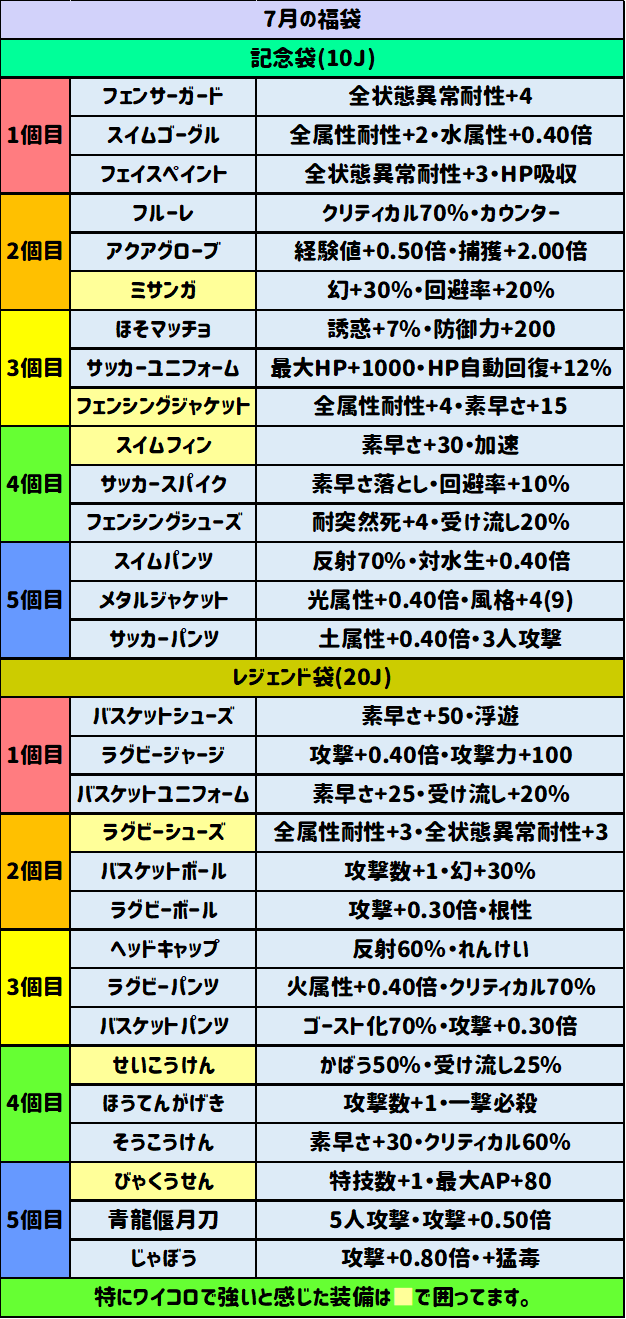 7月の福袋
記念袋(10J)
1個目
フェンサーガード 全状態異常耐性+4
スイムゴーグル 全属性耐性+2・水属性+0.40倍
フェイスペイント 全状態異常耐性+3・HP吸収
2個目
フルーレ クリティカル70%・カウンター
アクアグローブ 経験値+0.50倍・捕獲+2.00倍
ミサンガ 幻+30%・回避率+20%
3個目
ほそマッチョ 誘惑+7%・防御力+200
サッカーユニフォーム 最大HP+1000・HP自動回復+12%
フェンシングジャケット 全属性耐性+4・素早さ+15
4個目
スイムフィン 素早さ+30・加速
サッカースパイク 素早さ落とし・回避率+10%
フェンシングシューズ 耐突然死+4・受け流し20%
5個目
スイムパンツ 反射70%・対水生+0.40倍
メタルジャケット 光属性+0.40倍・風格+4(9)
サッカーパンツ 土属性+0.40倍・3人攻撃
レジェンド袋(20J)
1個目
バスケットシューズ 素早さ+50・浮遊
ラグビージャージ 攻撃+0.40倍・攻撃力+100
バスケットユニフォーム 素早さ+25・受け流し+20%
2個目
ラグビーシューズ 全属性耐性+3・全状態異常耐性+3
バスケットボール 攻撃数+1・幻+30%
ラグビーボール 攻撃+0.30倍・根性
3個目
ヘッドキャップ 反射60%・れんけい
ラグビーパンツ 火属性+0.40倍・クリティカル70%
バスケットパンツ ゴースト化70%・攻撃+0.30倍
4個目
せいこうけん かばう50%・受け流し25%
ほうてんがげき 攻撃数+1・一撃必殺
そうこうけん 素早さ+30・クリティカル60%
5個目
びゃくうせん 特技数+1・最大AP+80
青龍偃月刀 5人攻撃・攻撃+0.50倍
じゃぼう 攻撃+0.80倍・+猛毒
特にワイコロで強いと感じた装備は■で囲ってます。